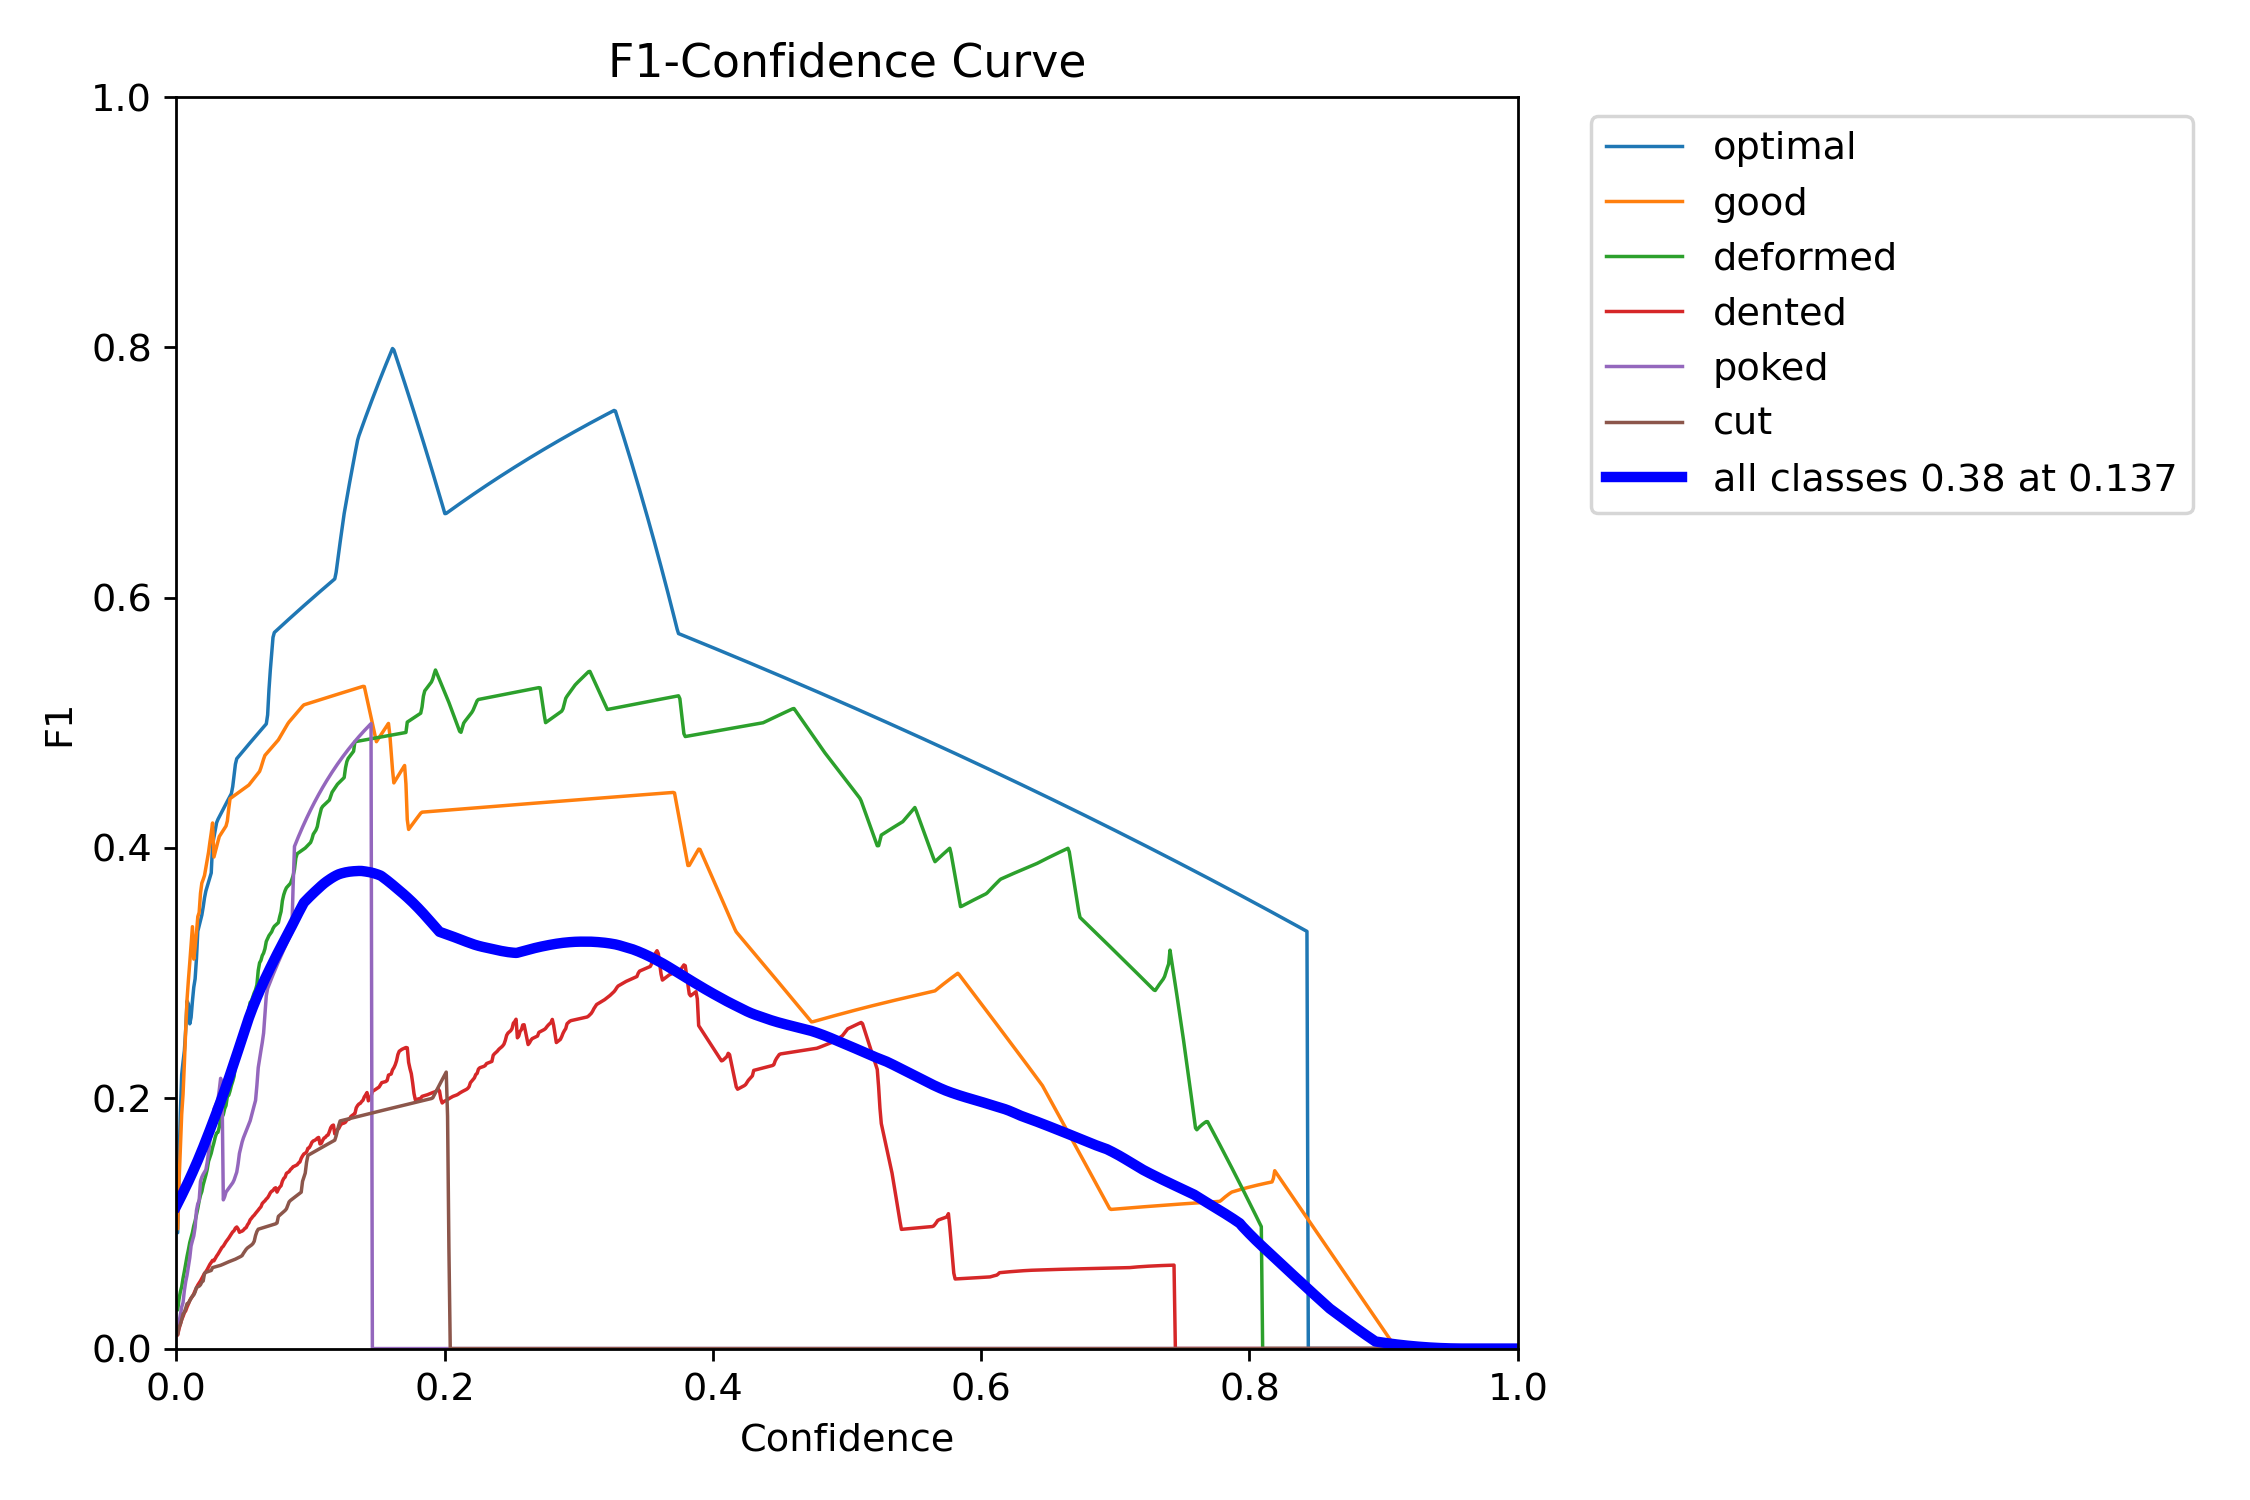 F1-Confidence Curve
1.0
0.8
0.6
0.4
0.2
0.0
F1
0.0 0.2 0.4 0.6 0.8 1.0
Confidence
optimal
good
deformed
dented
poked
cut
all classes 0.38 at 0.137